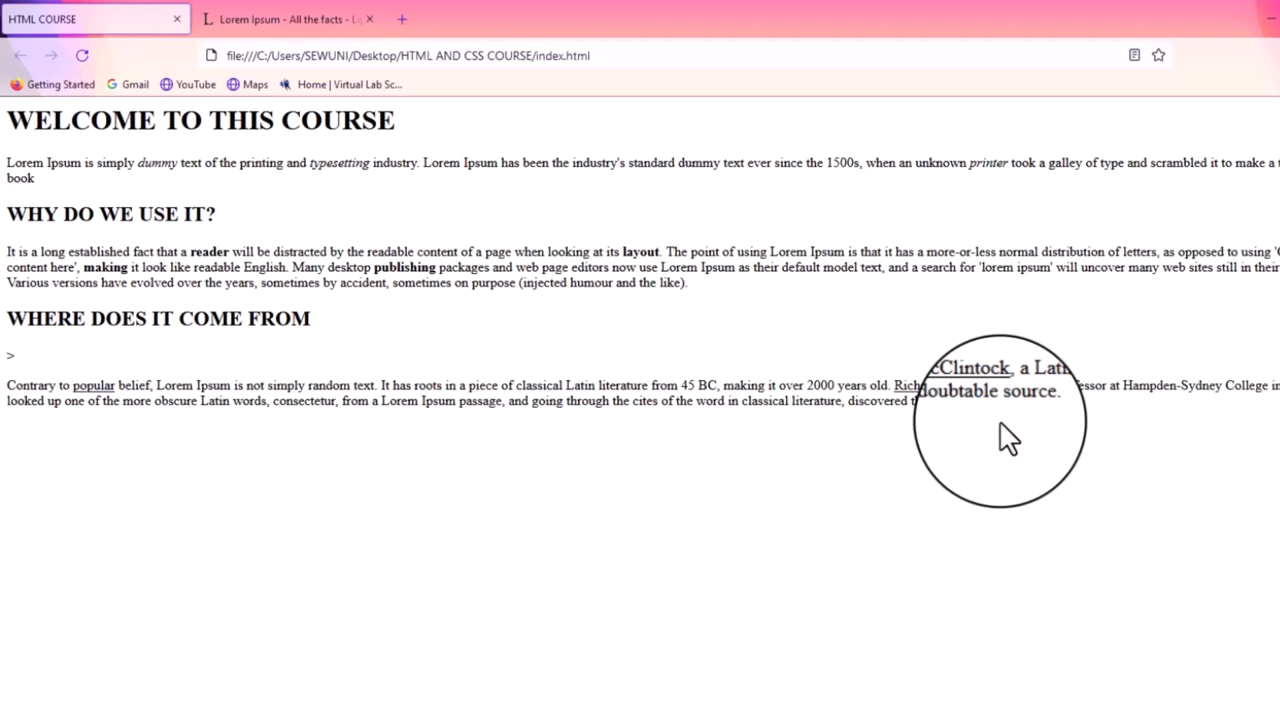 HTML COURSE
Lorem Ipsum - All the facts -
file:///C:/Users/SEWUNI/Desktop/HTML AND CSS COURSE/index.html
Getting Started Gmail YouTube Maps Home | Virtual Lab Sc...
WELCOME TO THIS COURSE
Lorem Ipsum is simply dummy text of the printing and typesetting industry. Lorem Ipsum has been the industry's standard dummy text ever since the 1500s, when an unknown printer took a galley of type and scrambled it to make a
book
WHY DO WE USE IT?
It is a long established fact that a reader will be distracted by the readable content of a page when looking at its layout. The point of using Lorem Ipsum is that it has a more-or-less normal distribution of letters, as opposed to using
content here', making it look like readable English. Many desktop publishing packages and web page editors now use Lorem Ipsum as their default model text, and a search for 'lorem ipsum' will uncover many web sites still in their
Various versions have evolved over the years, sometimes by accident, sometimes on purpose (injected humour and the like).
WHERE DOES IT COME FROM
>
Contrary to popular belief, Lorem Ipsum is not simply random text. It has roots in a piece of classical Latin literature from 45 BC, making it over 2000 years old. Rich cClintock, a Lat essor at Hampden-Sydney College in
looked up one of the more obscure Latin words, consectetur, from a Lorem Ipsum passage, and going through the cites of the word in classical literature, discovered doubtable source.